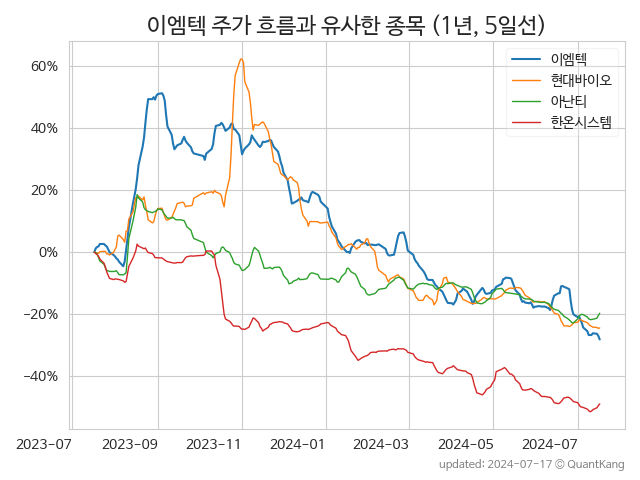 이엠텍 주가 흐름과 유사한 종목 (1년, 5일선)
이엠텍
현대바이오
아난티
한온시스템
60%
40%
20%
0%
−20%
−40%
2023-07
2023-09
2023-11
2024-01
2024-03
2024-05
2024-07
updated: 2024-07-17 © QuantKang